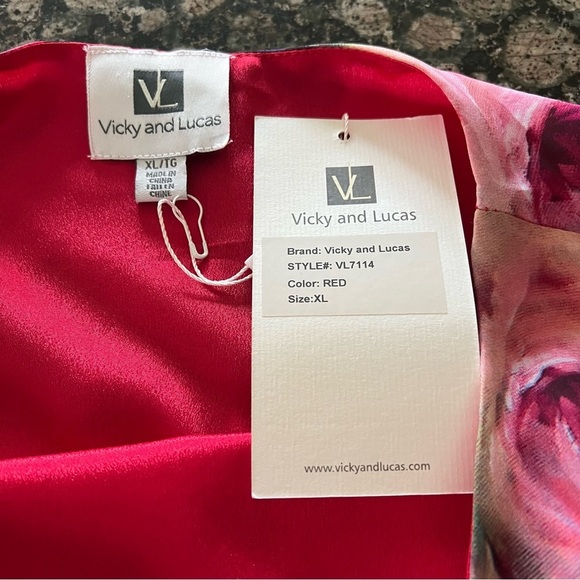 VL
Vicky and Lucas
XL/TG
MADE IN
CHINA
FAIT EN
CHINE
VL
Vicky and Lucas
Brand: Vicky and Lucas
STYLE#: VL7114
Color: RED
Size:XL
www.vickyandlucas.com